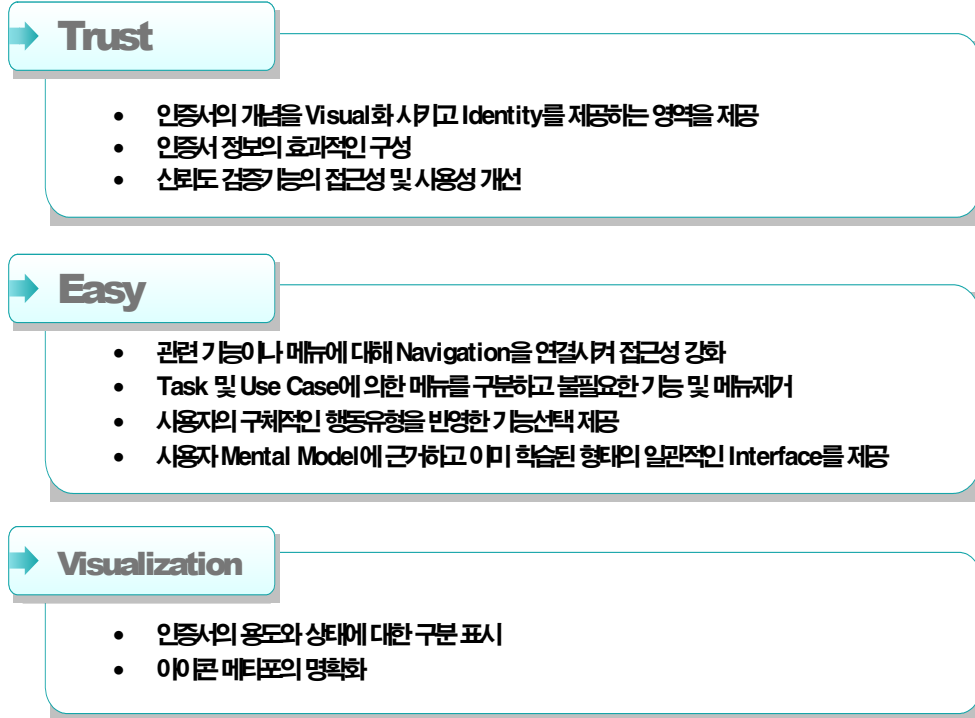 Trust
• 인증서의 개념을 Visual화 시키고 Identity를 제공하는 영역을 제공
• 인증서 정보의 효과적인 구성
• 신뢰도 검증기능의 접근성 및 사용성 개선
Easy
• 관련 기능이나 메뉴에 대해 Navigation을 연결시켜 접근성 강화
• Task 및 Use Case에 의한 메뉴를 구분하고 불필요한 기능 및 메뉴제거
• 사용자의 구체적인 행동유형을 반영한 기능선택 제공
• 사용자 Mental Model에 근거하고 이미 학습된 형태의 일관적인 Interface를 제공
Visualization
• 인증서의 용도와 상태에 대한 구분 표시
• 아이콘 메타포의 명확화